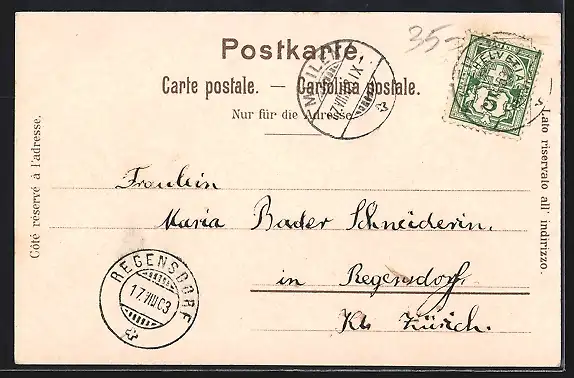 35-
Postkarte.
Carte postale. — Cartolina postale.
Nur für die Adresse.
HELVETIA
5
Côté réservé à l'adresse.
Lato riservato all' indirizzo.
Fräulein
Maria Bader Schneiderin.
in Regensdorf
Kt. Zürich.
REGENSDORF
17.VIII.03